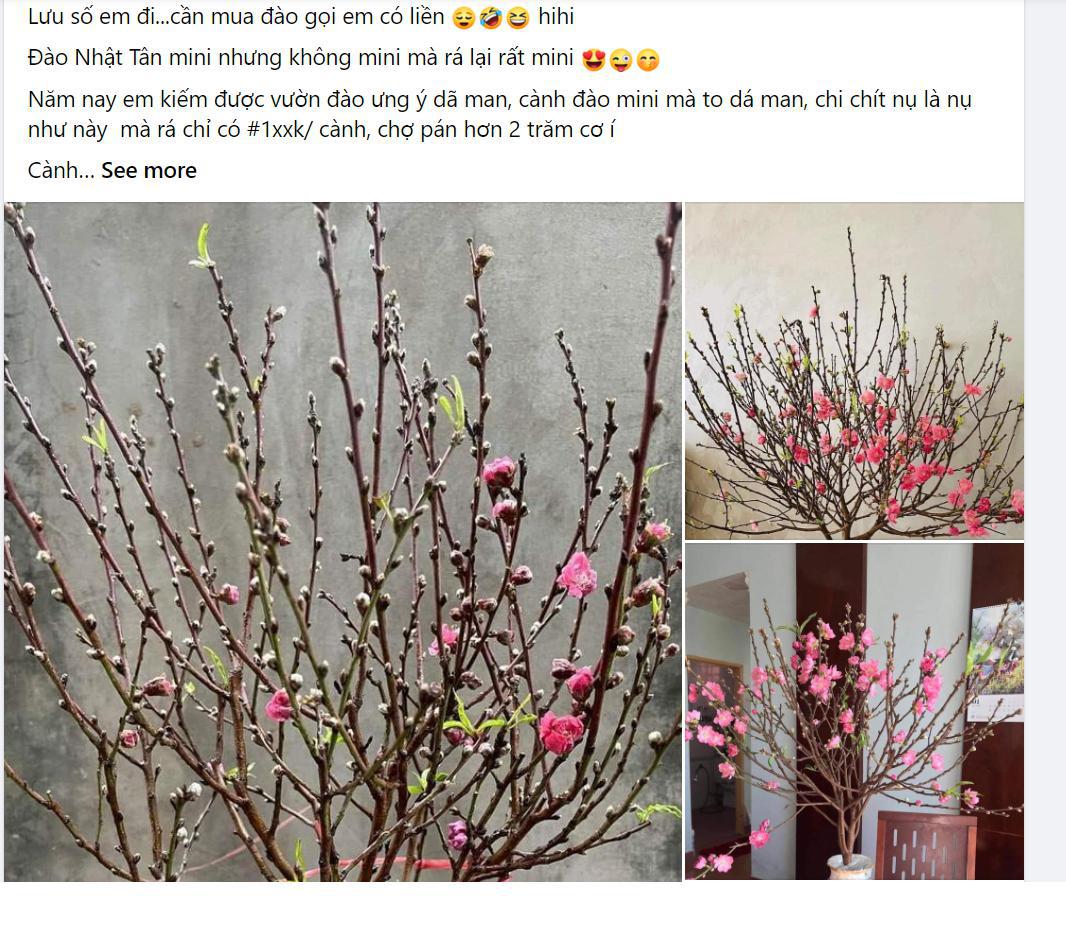 Lưu số em đi...cần mua đào gọi em có liền 😌🤣😆 hihi
Đào Nhật Tân mini nhưng không mini mà rá lại rất mini 😍😜😙
Năm nay em kiếm được vườn đào ưng ý dã man, cành đào mini mà to dá man, chi chít nụ là nụ
như này mà rá chỉ có #1xxk/ cành, chợ pán hơn 2 trăm cơ í
Cành... See more
01